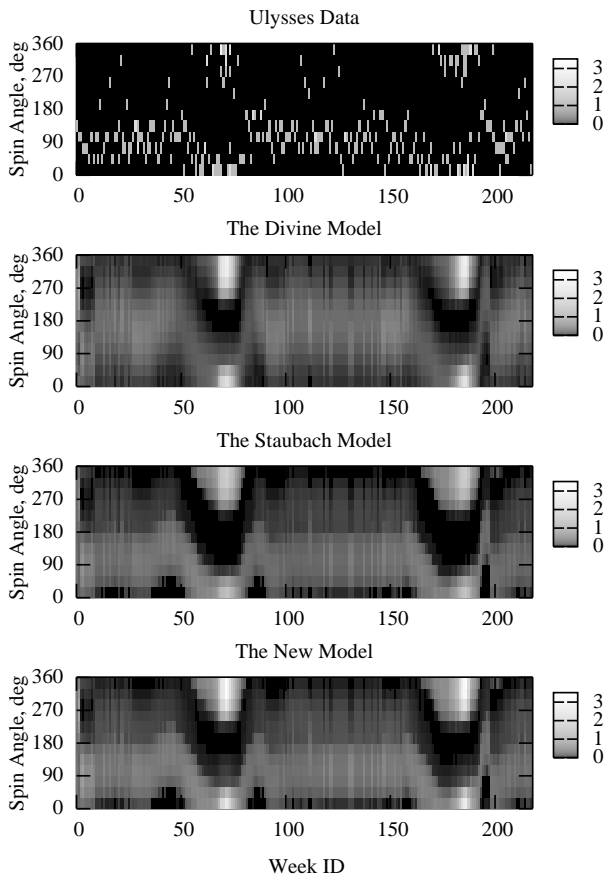 Ulysses Data
Spin Angle, deg
360
270
180
90
0
0 50 100 150 200
3
2
1
0
The Divine Model
Spin Angle, deg
360
270
180
90
0
0 50 100 150 200
3
2
1
0
The Staubach Model
Spin Angle, deg
360
270
180
90
0
0 50 100 150 200
3
2
1
0
The New Model
Spin Angle, deg
360
270
180
90
0
0 50 100 150 200
3
2
1
0
Week ID